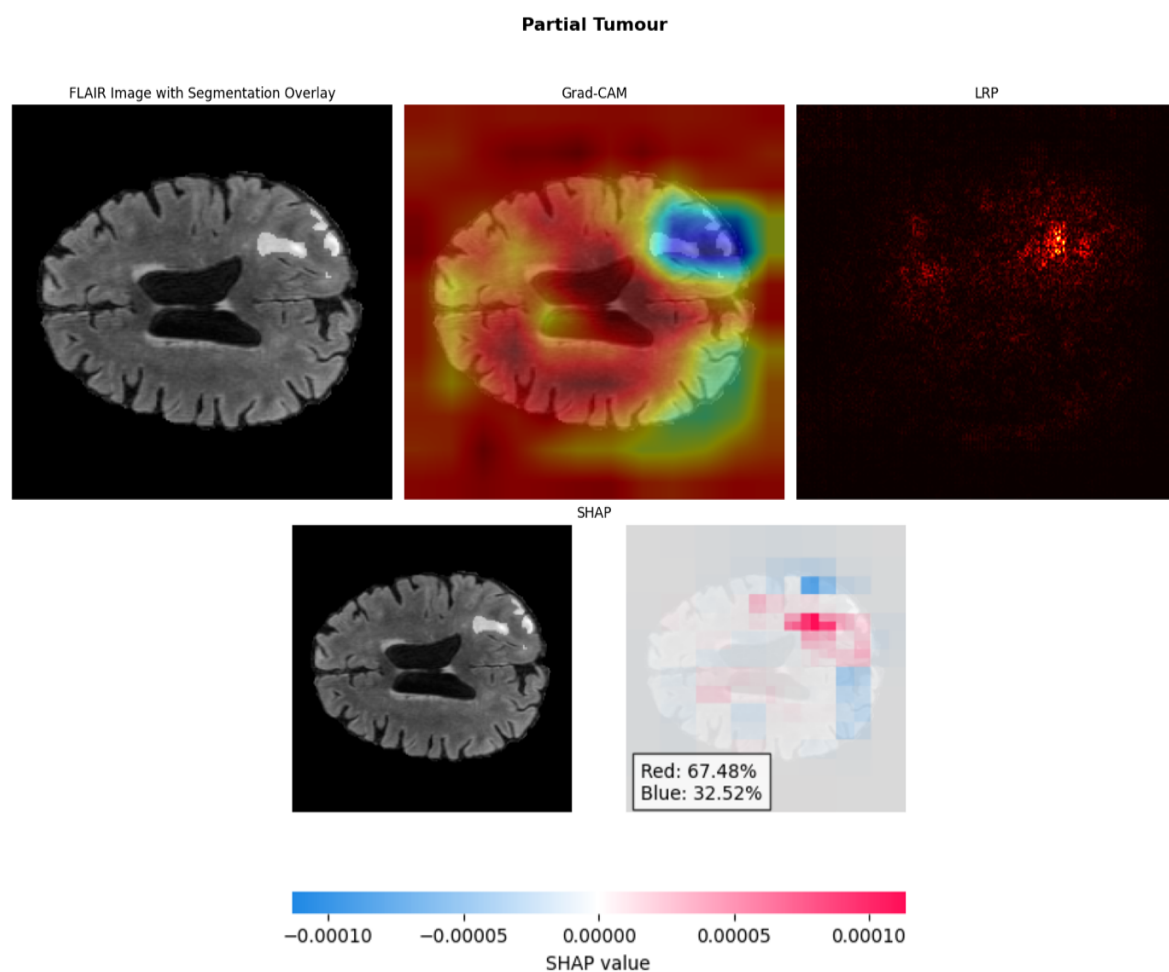 Partial Tumour
FLAIR Image with Segmentation Overlay
Grad-CAM
LRP
SHAP
Red: 67.48%
Blue: 32.52%
−0.00010 −0.00005 0.00000 0.00005 0.00010
SHAP value